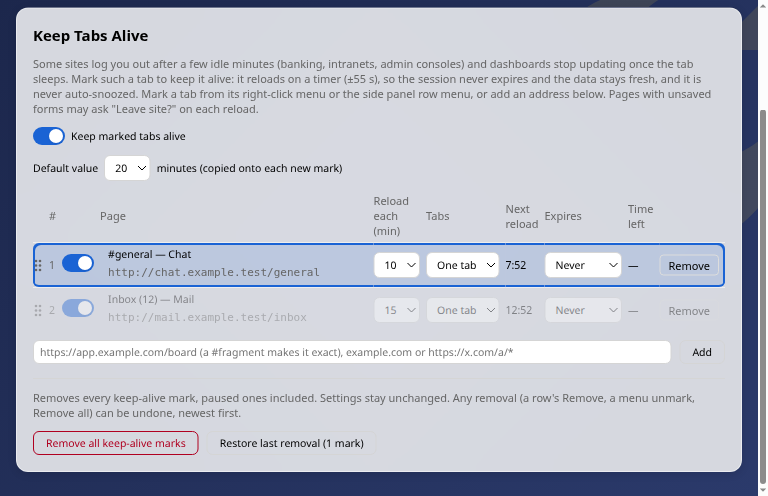 Keep Tabs Alive
Some sites log you out after a few idle minutes (banking, intranets, admin consoles) and dashboards stop updating once the tab
sleeps. Mark such a tab to keep it alive: it reloads on a timer (±55 s), so the session never expires and the data stays fresh, and it is
never auto-snoozed. Mark a tab from its right-click menu or the side panel row menu, or add an address below. Pages with unsaved
forms may ask "Leave site?" on each reload.
Keep marked tabs alive
Default value 20 minutes (copied onto each new mark)
# Page Reload each (min) Tabs Next reload Expires Time left
1 #general — Chat 10 One tab 7:52 Never — Remove
http://chat.example.test/general
2 Inbox (12) — Mail 15 One tab 12:52 Never — Remove
http://mail.example.test/inbox
https://app.example.com/board (a #fragment makes it exact), example.com or https://x.com/a/* Add
Removes every keep-alive mark, paused ones included. Settings stay unchanged. Any removal (a row's Remove, a menu unmark,
Remove all) can be undone, newest first.
Remove all keep-alive marks Restore last removal (1 mark)